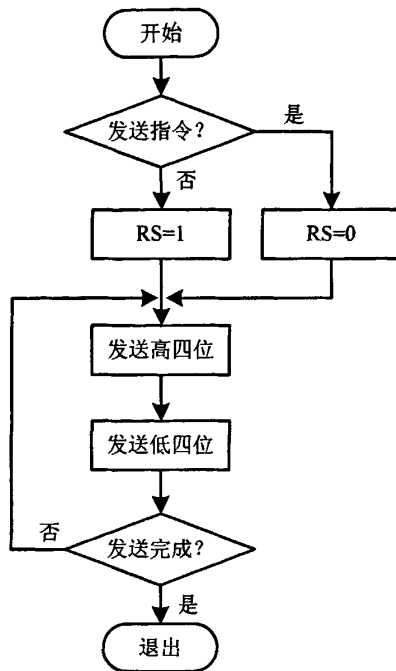 开始
发送指令?
是
否
RS=1
RS=0
发送高四位
发送低四位
否
发送完成?
是
退出